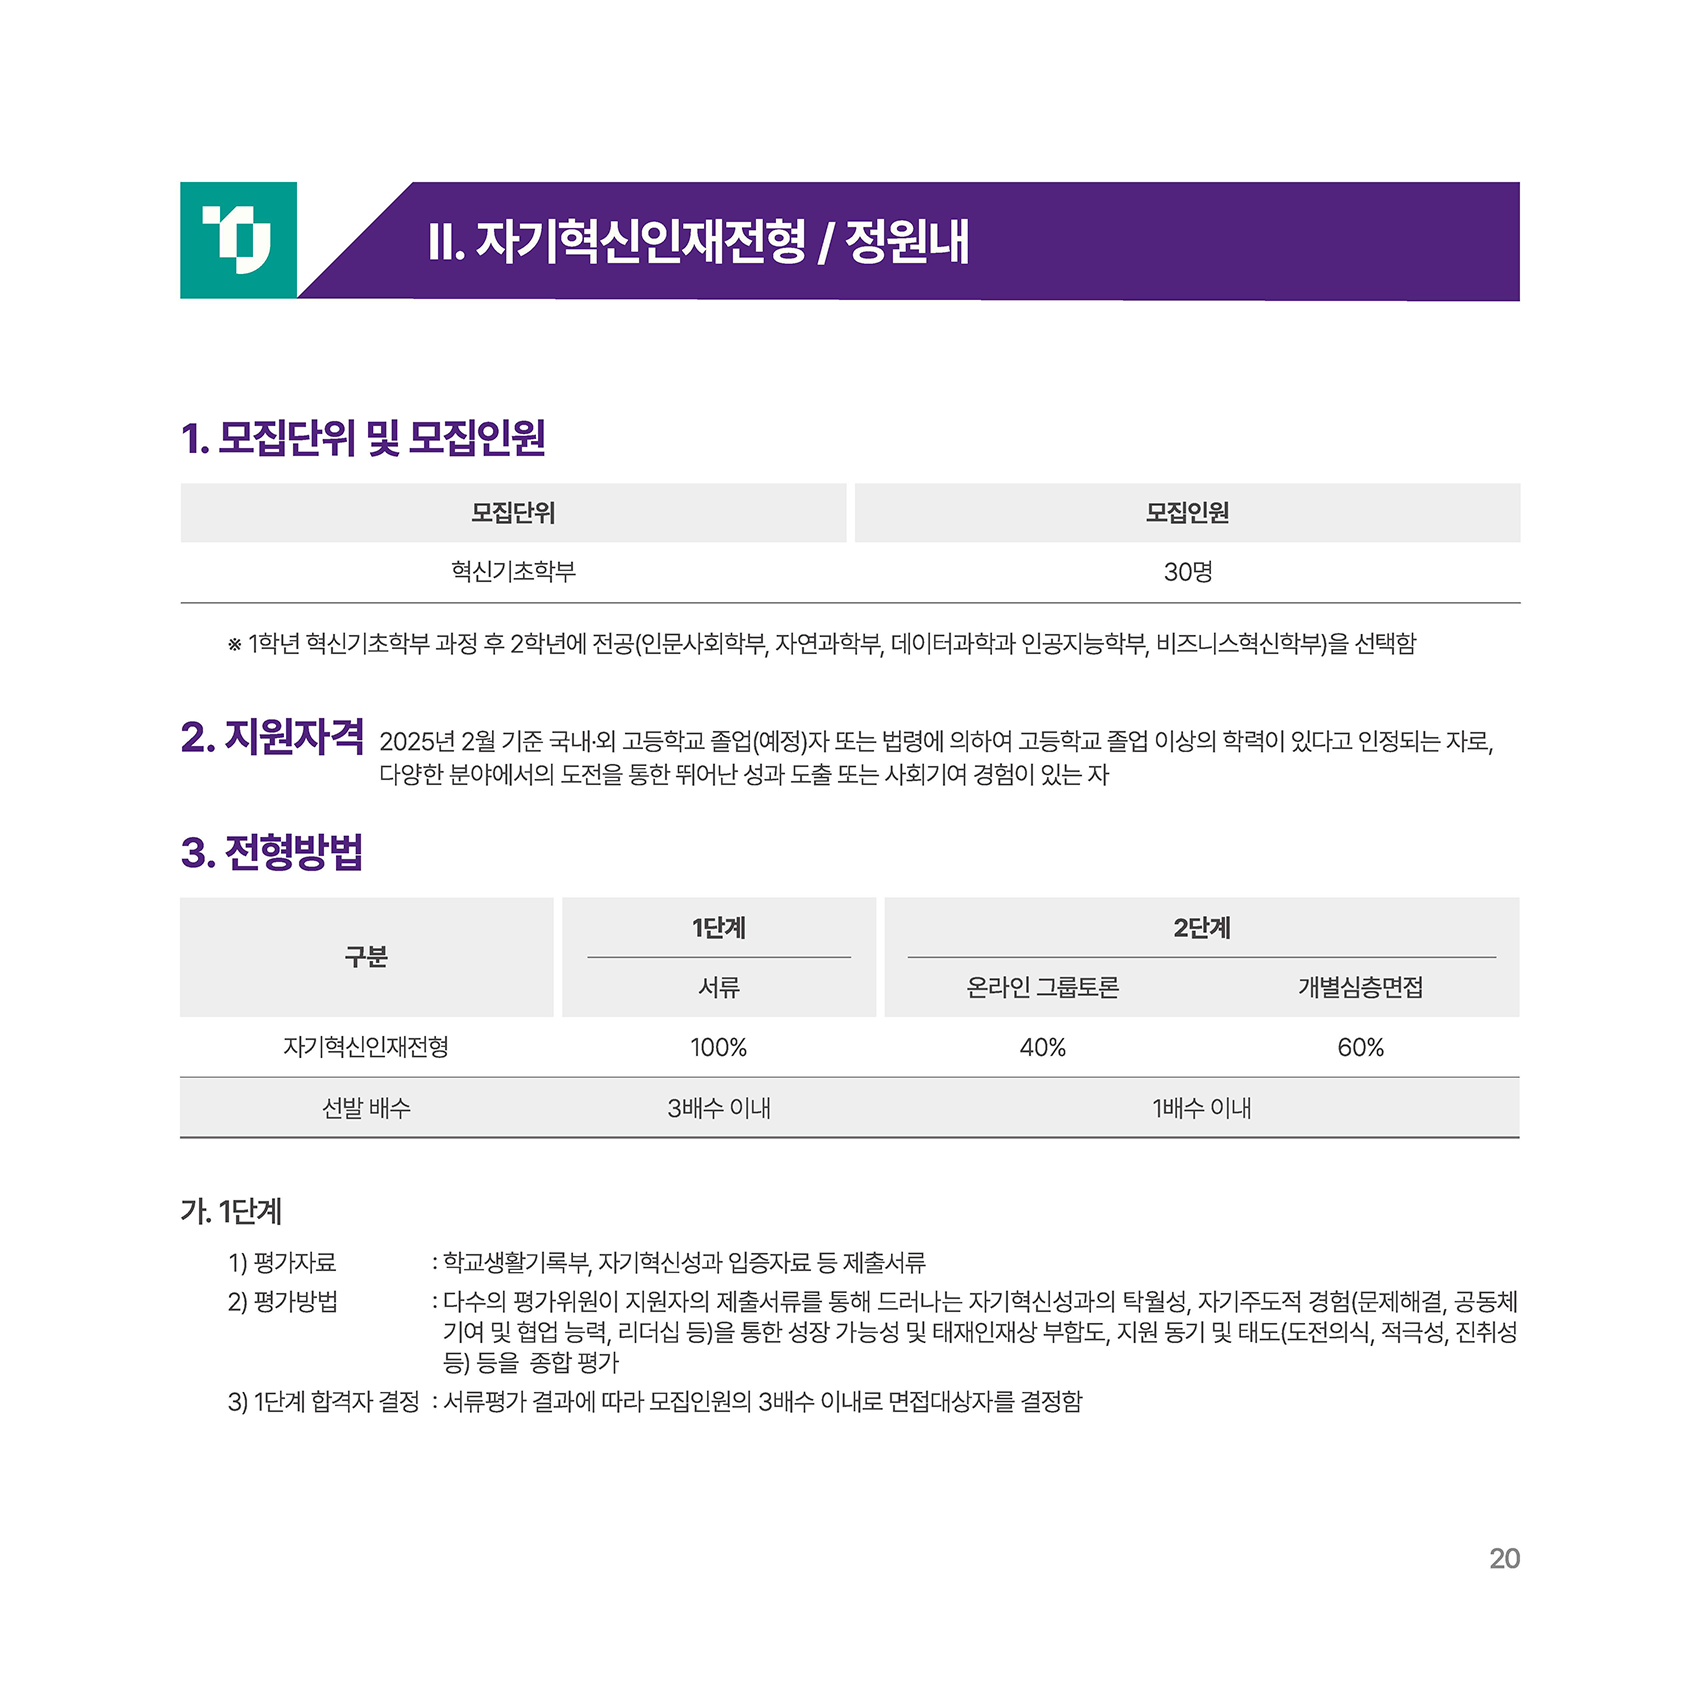 II. 자기혁신인재전형 / 정원내
1. 모집단위 및 모집인원
모집단위 모집인원
혁신기초학부 30명
※ 1학년 혁신기초학부 과정 후 2학년에 전공(인문사회학부, 자연과학부, 데이터과학과 인공지능학부, 비즈니스혁신학부)을 선택함
2. 지원자격 2025년 2월 기준 국내·외 고등학교 졸업(예정)자 또는 법령에 의하여 고등학교 졸업 이상의 학력이 있다고 인정되는 자로,
다양한 분야에서의 도전을 통한 뛰어난 성과 도출 또는 사회기여 경험이 있는 자
3. 전형방법
구분 1단계 2단계
서류 온라인 그룹토론 개별심층면접
자기혁신인재전형 100% 40% 60%
선발 배수 3배수 이내 1배수 이내
가. 1단계
1) 평가자료 : 학교생활기록부, 자기혁신성과 입증자료 등 제출서류
2) 평가방법 : 다수의 평가위원이 지원자의 제출서류를 통해 드러나는 자기혁신성과의 탁월성, 자기주도적 경험(문제해결, 공동체
기여 및 협업 능력, 리더십 등)을 통한 성장 가능성 및 태재인재상 부합도, 지원 동기 및 태도(도전의식, 적극성, 진취성
등) 등을 종합 평가
3) 1단계 합격자 결정 : 서류평가 결과에 따라 모집인원의 3배수 이내로 면접대상자를 결정함
20